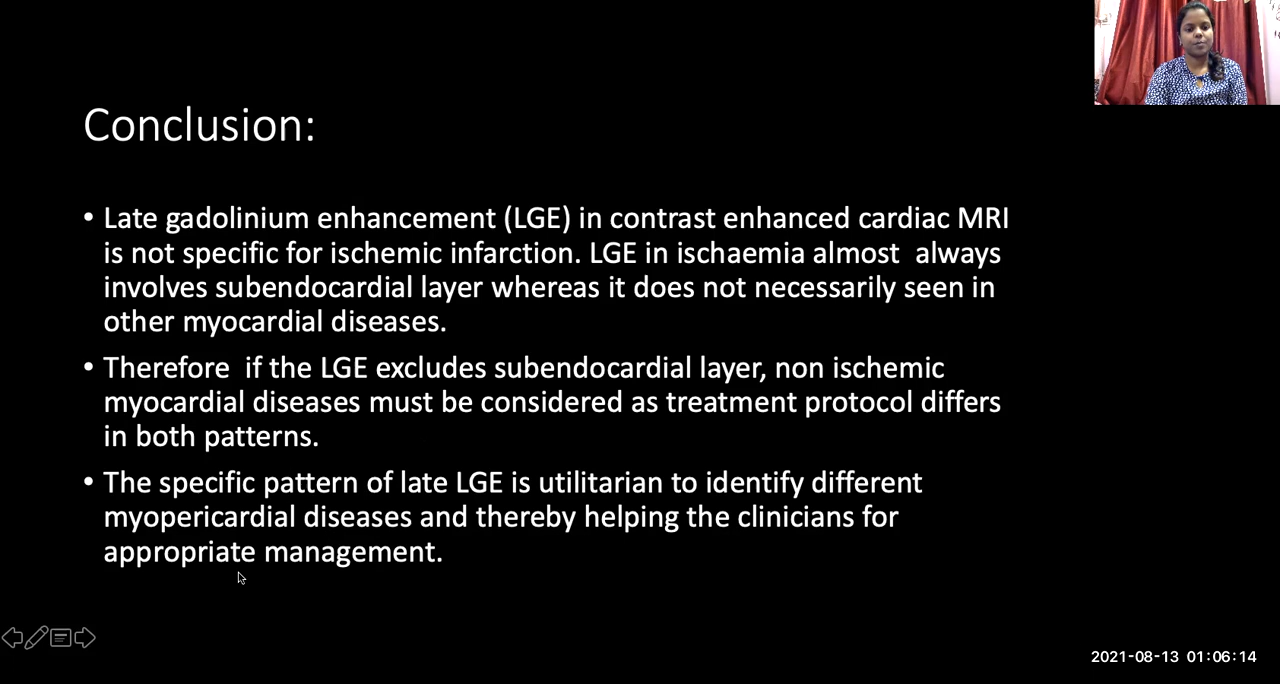 Conclusion:
• Late gadolinium enhancement (LGE) in contrast enhanced cardiac MRI
is not specific for ischemic infarction. LGE in ischaemia almost  always
involves subendocardial layer whereas it does not necessarily seen in
other myocardial diseases.
• Therefore  if the LGE excludes subendocardial layer, non ischemic
myocardial diseases must be considered as treatment protocol differs
in both patterns.
• The specific pattern of late LGE is utilitarian to identify different
myopericardial diseases and thereby helping the clinicians for
appropriate management.
2021-08-13 01:06:14